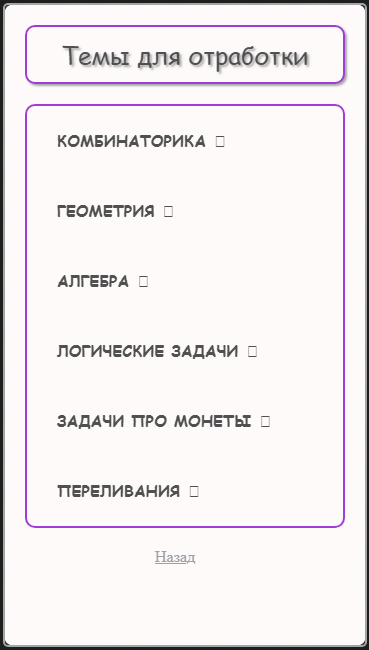 Темы для отработки
КОМБИНАТОРИКА
ГЕОМЕТРИЯ
АЛГЕБРА
ЛОГИЧЕСКИЕ ЗАДАЧИ
ЗАДАЧИ ПРО МОНЕТЫ
ПЕРЕЛИВАНИЯ
Назад